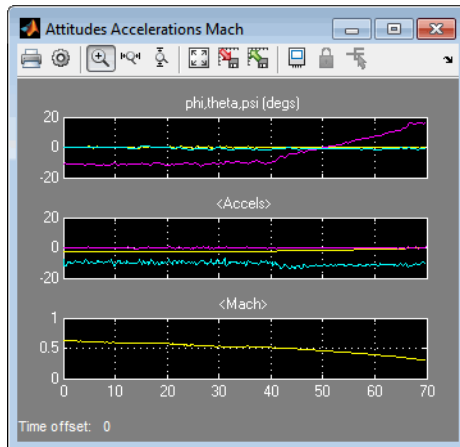 Attitudes Accelerations Mach
phi,theta,psi (degs)
20
0
-20
<Accels>
20
0
-20
<Mach>
1
0.5
0
0 10 20 30 40 50 60 70
Time offset: 0